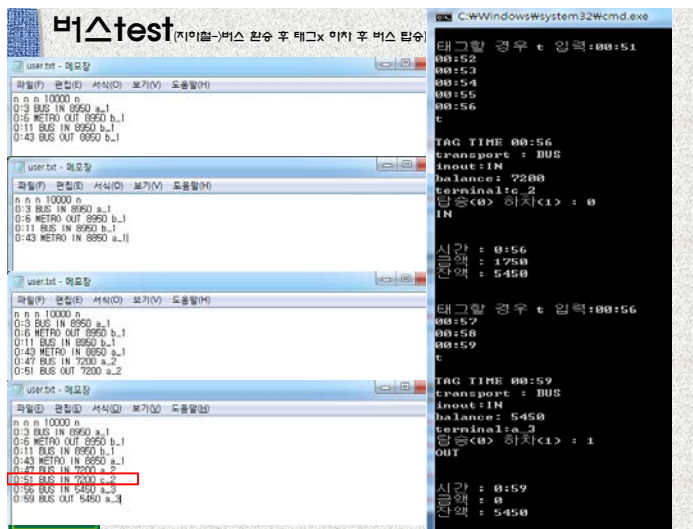 버스test(지이철-)버스 환승 후 태그x 하차 후 버스 탑승)
user.txt - 메모장
파일(F) 편집(E) 서식(O) 보기(V) 도움말(H)
n n n 10000 n
0:3 BUS IN 8950 a_1
0:6 METRO OUT 8950 b_1
0:11 BUS IN 8950 b_1
0:43 BUS OUT 8950 b_1
user.txt - 메모장
파일(F) 편집(E) 서식(O) 보기(V) 도움말(H)
n n n 10000 n
0:3 BUS IN 8950 a_1
0:6 METRO OUT 8950 b_1
0:11 BUS IN 8950 b_1
0:43 METRO IN 8850 a_1
user.txt - 메모장
파일(F) 편집(E) 서식(O) 보기(V) 도움말(H)
n n n 10000 n
0:3 BUS IN 8950 a_1
0:6 METRO OUT 8950 b_1
0:11 BUS IN 8950 b_1
0:43 METRO IN 8850 a_1
0:47 BUS IN 7200 a_2
0:51 BUS OUT 7200 a_2
user.txt - 메모장
파일(F) 편집(E) 서식(O) 보기(V) 도움말(H)
n n n 10000 n
0:3 BUS IN 8950 a_1
0:6 METRO OUT 8950 b_1
0:11 BUS IN 8950 b_1
0:43 METRO IN 8850 a_1
0:47 BUS IN 7200 a_2
0:51 BUS IN 7200 c_2
0:56 BUS IN 5450 a_3
0:59 BUS OUT 5450 a_3
C:₩Windows₩system32₩cmd.exe
태그할 경우 t 입력:00:51
00:52
00:53
00:54
00:55
00:56
t
TAG TIME 00:56
transport : BUS
inout:IN
balance: 7200
terminal:c_2
탑승<0> 하차<1> : 0
IN
시간 : 0:56
금액 : 1750
잔액 : 5450
태그할 경우 t 입력:00:56
00:57
00:58
00:59
t
TAG TIME 00:59
transport : BUS
inout:IN
balance: 5450
terminal:a_3
탑승<0> 하차<1> : 1
OUT
시간 : 0:59
금액 : 0
잔액 : 5450